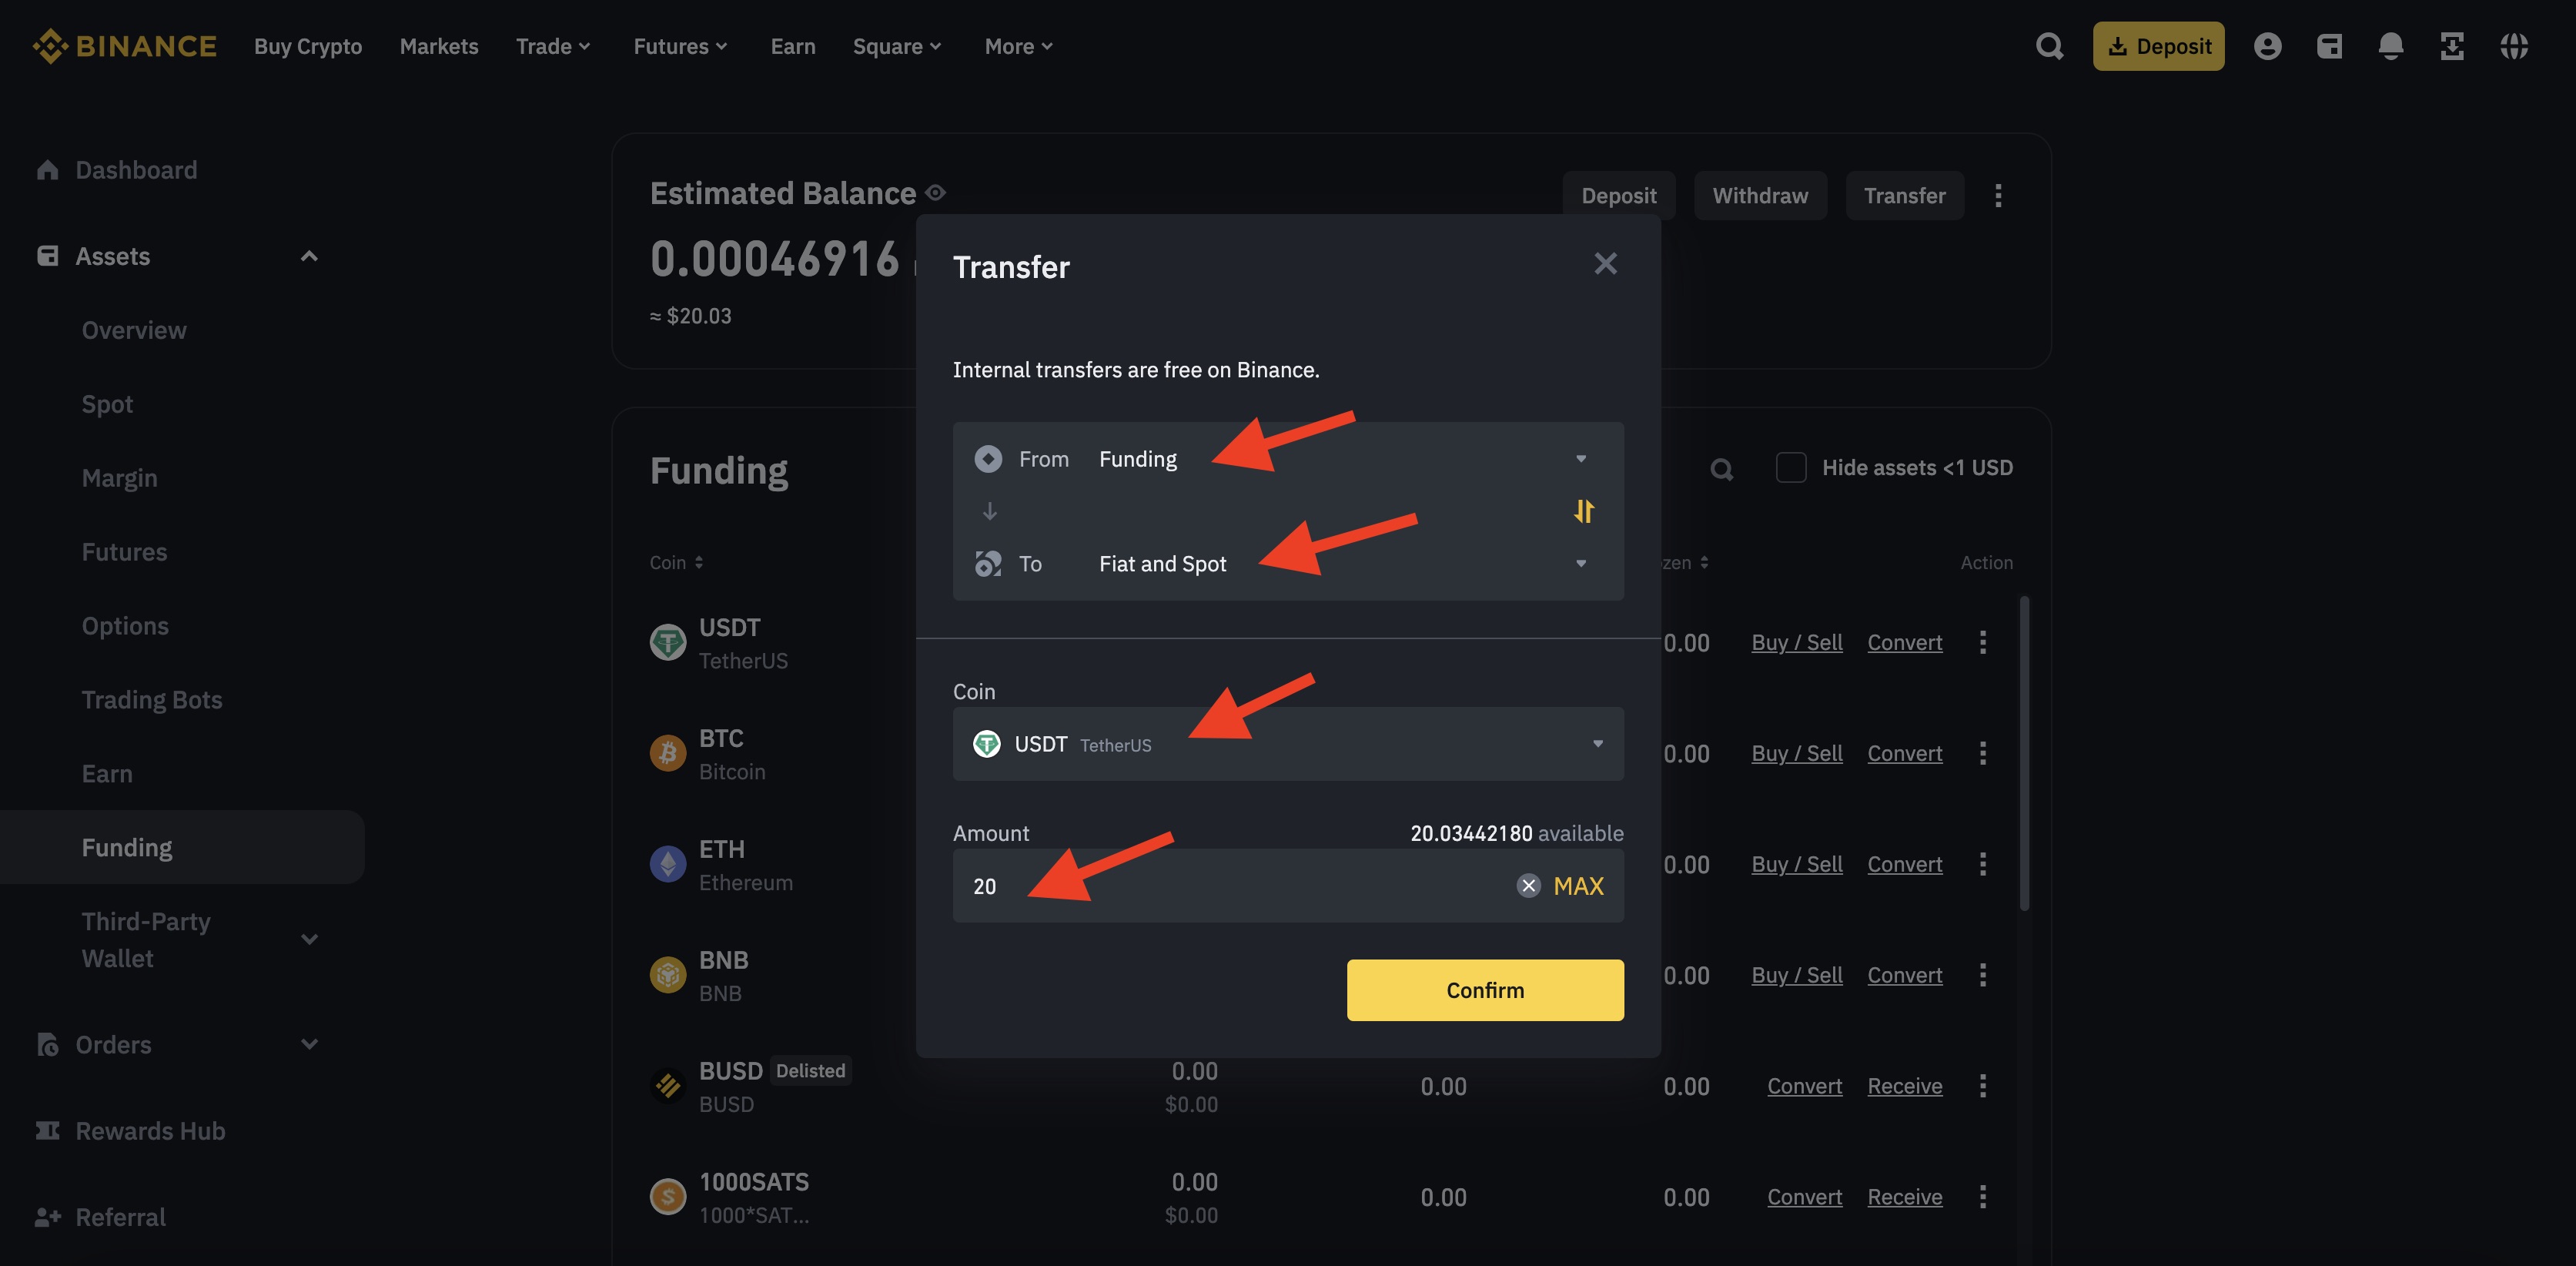 BINANCE Buy Crypto Markets Trade Futures Earn Square More Deposit
Dashboard
Assets
Overview
Spot
Margin
Futures
Options
Trading Bots
Earn
Funding
Third-Party
Wallet
Orders
Rewards Hub
Referral
Estimated Balance
Deposit Withdraw Transfer
0.00046916
≈ $20.03
Funding
Hide assets <1 USD
Coin
zen
Action
USDT
TetherUS
0.00 Buy / Sell Convert
BTC
Bitcoin
0.00 Buy / Sell Convert
ETH
Ethereum
0.00 Buy / Sell Convert
BNB
BNB
0.00 Buy / Sell Convert
BUSD Delisted
BUSD
0.00
$0.00
0.00
0.00 Convert Receive
1000SATS
1000*SAT...
0.00
$0.00
0.00
0.00 Convert Receive
Transfer
Internal transfers are free on Binance.
From Funding
To Fiat and Spot
Coin
USDT TetherUS
Amount 20.03442180 available
20 MAX
Confirm